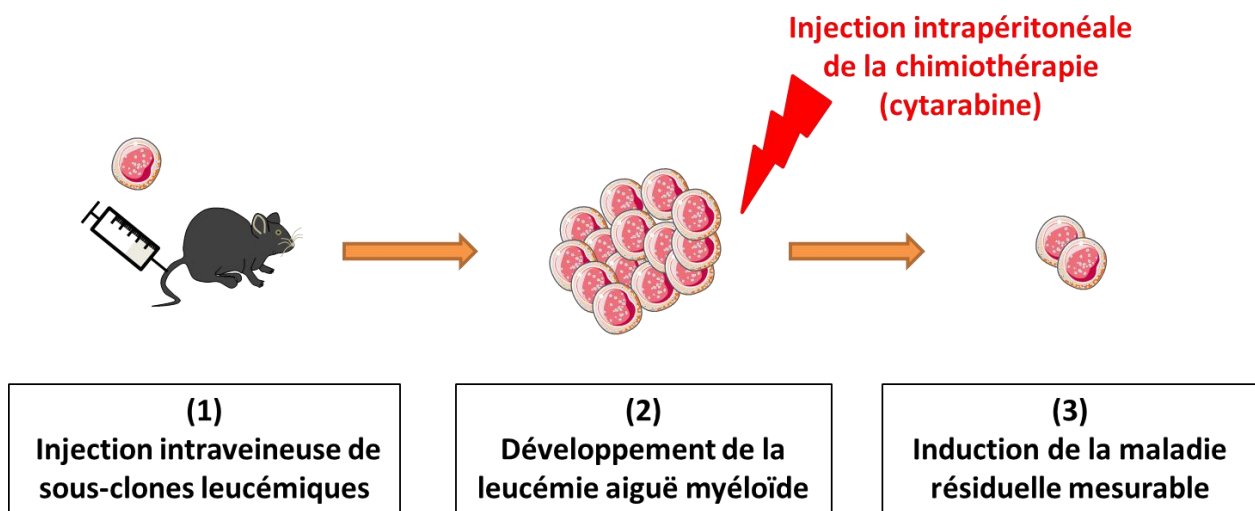 Injection intrapéritonéale
de la chimiothérapie
(cytarabine)
(1)
Injection intraveineuse de
sous-clones leucémiques
(2)
Développement de la
leucémie aiguë myéloïde
(3)
Induction de la maladie
résiduelle mesurable